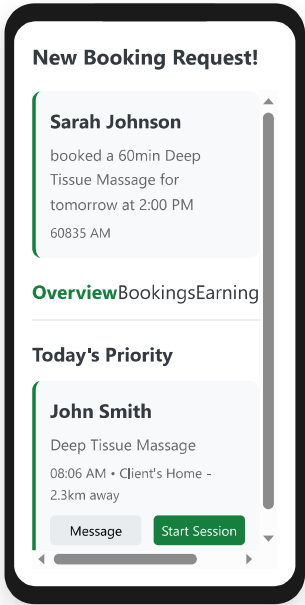 New Booking Request!
Sarah Johnson
booked a 60min Deep
Tissue Massage for
tomorrow at 2:00 PM
60835 AM
OverviewBookingsEarning
Today's Priority
John Smith
Deep Tissue Massage
08:06 AM • Client's Home -
2.3km away
Message Start Session